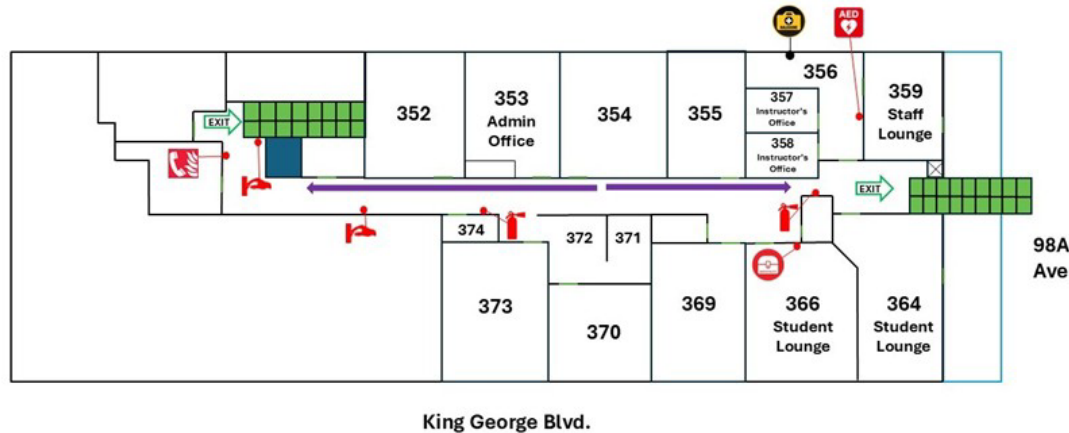 AED
356
352
353
Admin
Office
354
355
357
Instructor's
Office
358
Instructor's
Office
359
Staff
Lounge
EXIT
EXIT
374
372
371
373
370
369
366
Student
Lounge
364
Student
Lounge
98A
Ave
King George Blvd.